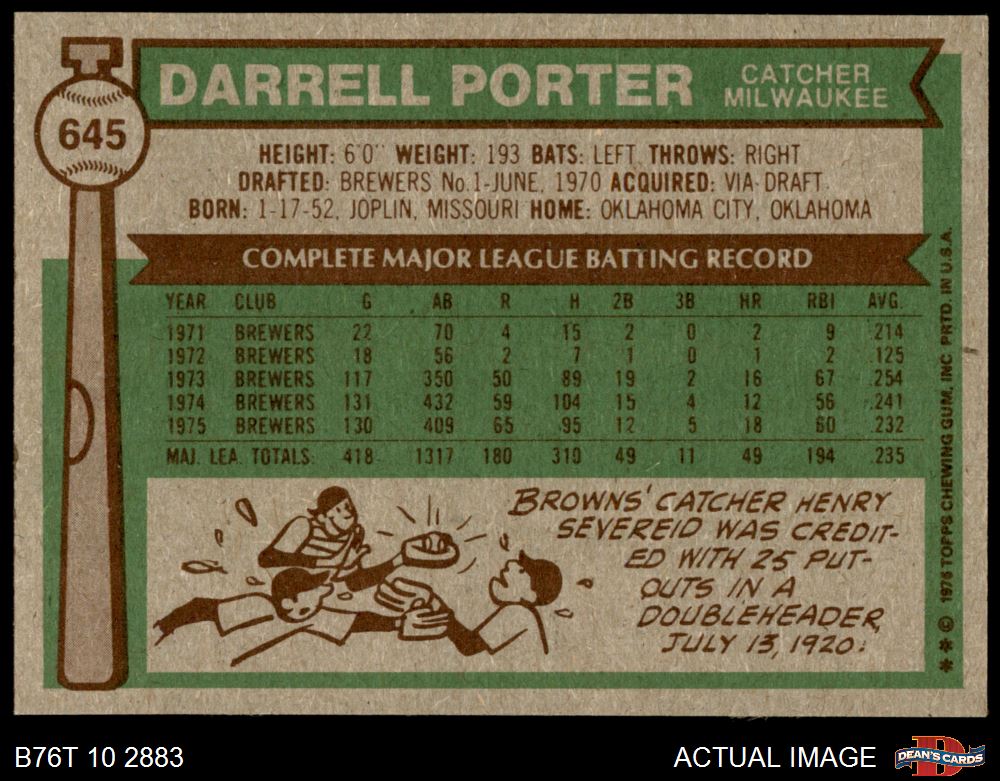 645
DARRELL PORTER
CATCHER
MILWAUKEE
HEIGHT: 6'0" WEIGHT: 193 BATS: LEFT THROWS: RIGHT
DRAFTED: BREWERS No.1-JUNE, 1970 ACQUIRED: VIA DRAFT
BORN: 1-17-52, JOPLIN, MISSOURI HOME: OKLAHOMA CITY, OKLAHOMA
COMPLETE MAJOR LEAGUE BATTING RECORD
YEAR CLUB G AB R H 2B 3B HR RBI AVG.
1971 BREWERS 22 70 4 15 2 0 2 9 .214
1972 BREWERS 18 56 2 7 1 0 1 2 .125
1973 BREWERS 117 350 50 89 19 2 16 67 .254
1974 BREWERS 131 432 59 104 15 4 12 56 .241
1975 BREWERS 130 409 65 95 12 5 18 60 .232
MAJ. LEA. TOTALS 418 1317 180 310 49 11 49 194 .235
BROWNS' CATCHER HENRY
SEVEREID WAS CREDIT-
ED WITH 25 PUT-
OUTS IN A
DOUBLEHEADER,
JULY 13, 1920.
** © 1976 TOPPS CHEWING GUM, INC. PRTD. IN U.S.A.
B76T 10 2883
ACTUAL IMAGE
D
DEAN'S CARDS